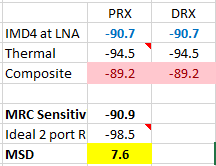 PRX DRX
IMD4 at LNA -90.7 -90.7
Thermal -94.5 -94.5
Composite -89.2 -89.2
MRC Sensitiv -90.9
Ideal 2 port R -98.5
MSD 7.6